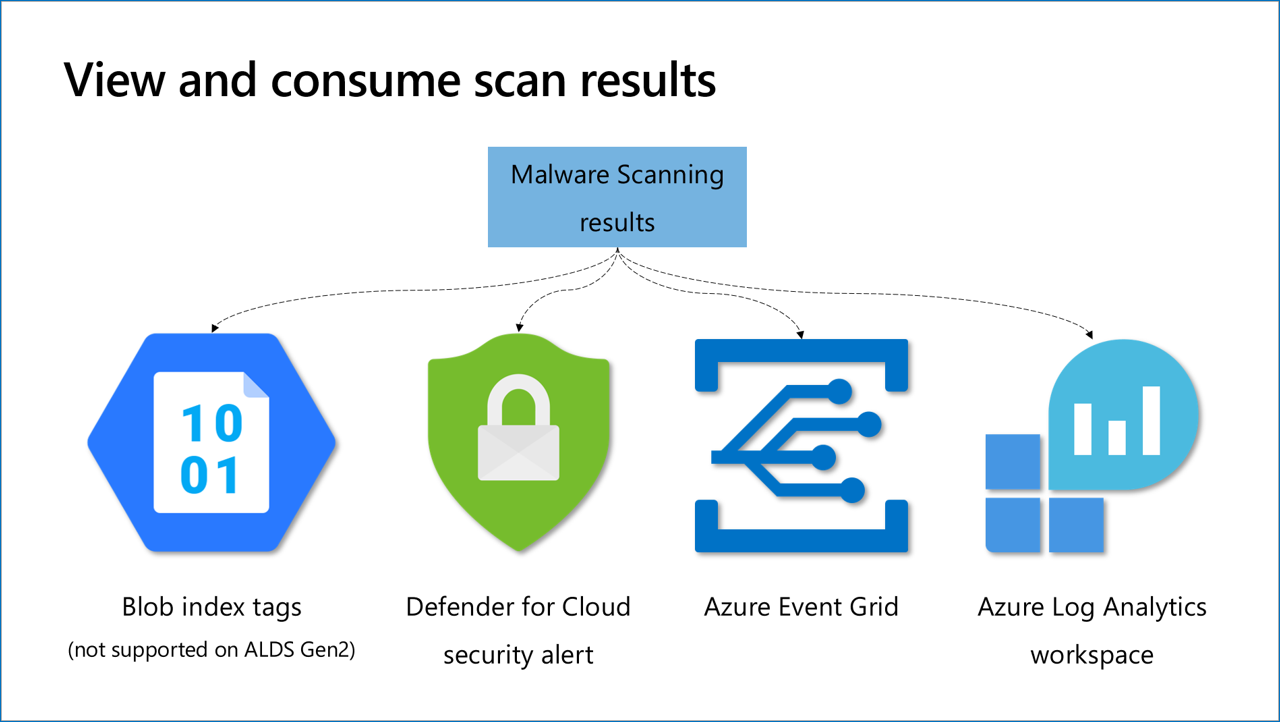 View and consume scan results
Malware Scanning
results
10
01
Blob index tags
(not supported on ALDS Gen2)
Defender for Cloud
security alert
Azure Event Grid
Azure Log Analytics
workspace